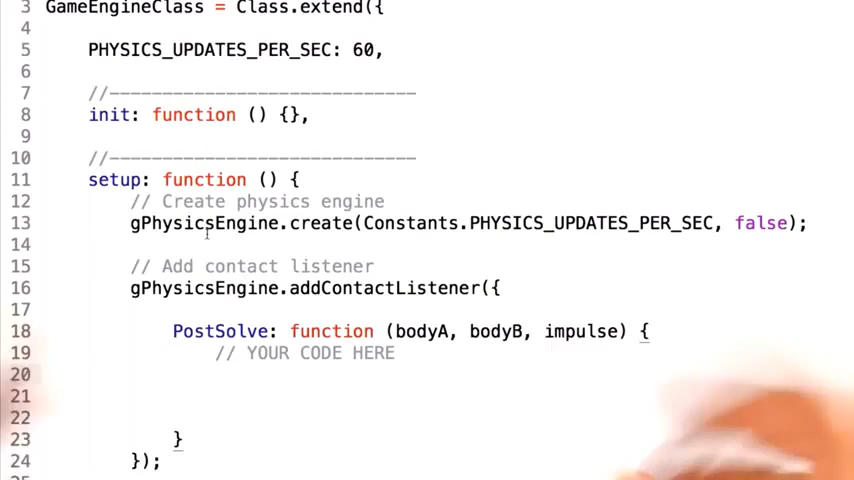 3 GameEngineClass = Class.extend({
4
5 PHYSICS_UPDATES_PER_SEC: 60,
6
7 //-----------------------------
8 init: function () {},
9
10 //-----------------------------
11 setup: function () {
12 // Create physics engine
13 gPhysicsEngine.create(Constants.PHYSICS_UPDATES_PER_SEC, false);
14
15 // Add contact listener
16 gPhysicsEngine.addContactListener({
17
18 PostSolve: function (bodyA, bodyB, impulse) {
19 // YOUR CODE HERE
20
21
22
23 }
24 });